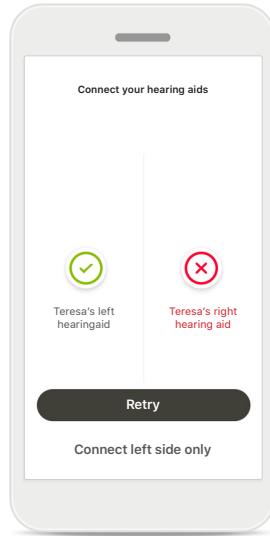 Connect your hearing aids
Teresa's left
hearingaid
Teresa's right
hearing aid
Retry
Connect left side only